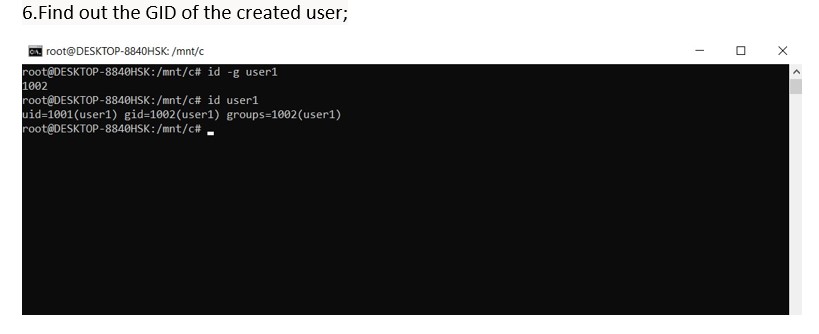 6.Find out the GID of the created user;
root@DESKTOP-8840HSK: /mnt/c
root@DESKTOP-8840HSK:/mnt/c# id -g user1
1002
root@DESKTOP-8840HSK:/mnt/c# id user1
uid=1001(user1) gid=1002(user1) groups=1002(user1)
root@DESKTOP-8840HSK:/mnt/c#